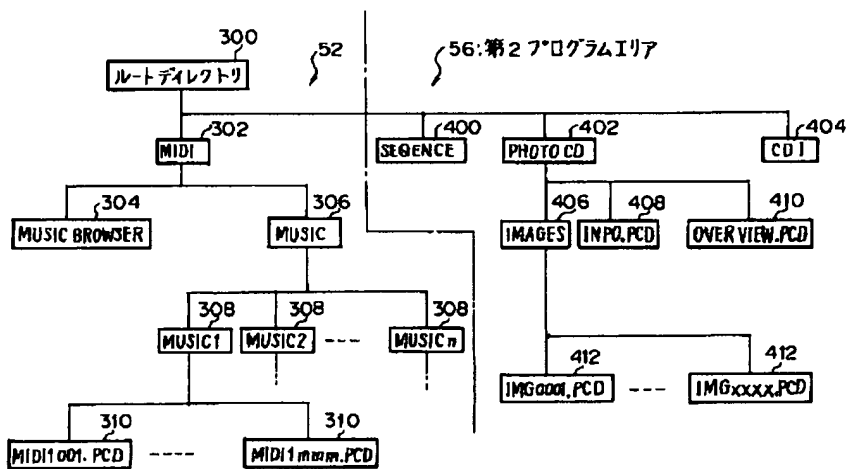 300
ルートディレクトリ
52
56:第2プログラムエリア
302
MIDI
400
SEQENCE
402
PHOTO CD
404
CDI
304
MUSIC BROWSER
306
MUSIC
406
IMAGES
408
INFO.PCD
410
OVERVIEW.PCD
308
MUSIC1
308
MUSIC2
----
308
MUSICn
412
IMG0001.PCD
----
412
IMGXXXX.PCD
310
MIDI1001.PCD
----
310
MIDI1mmm.PCD